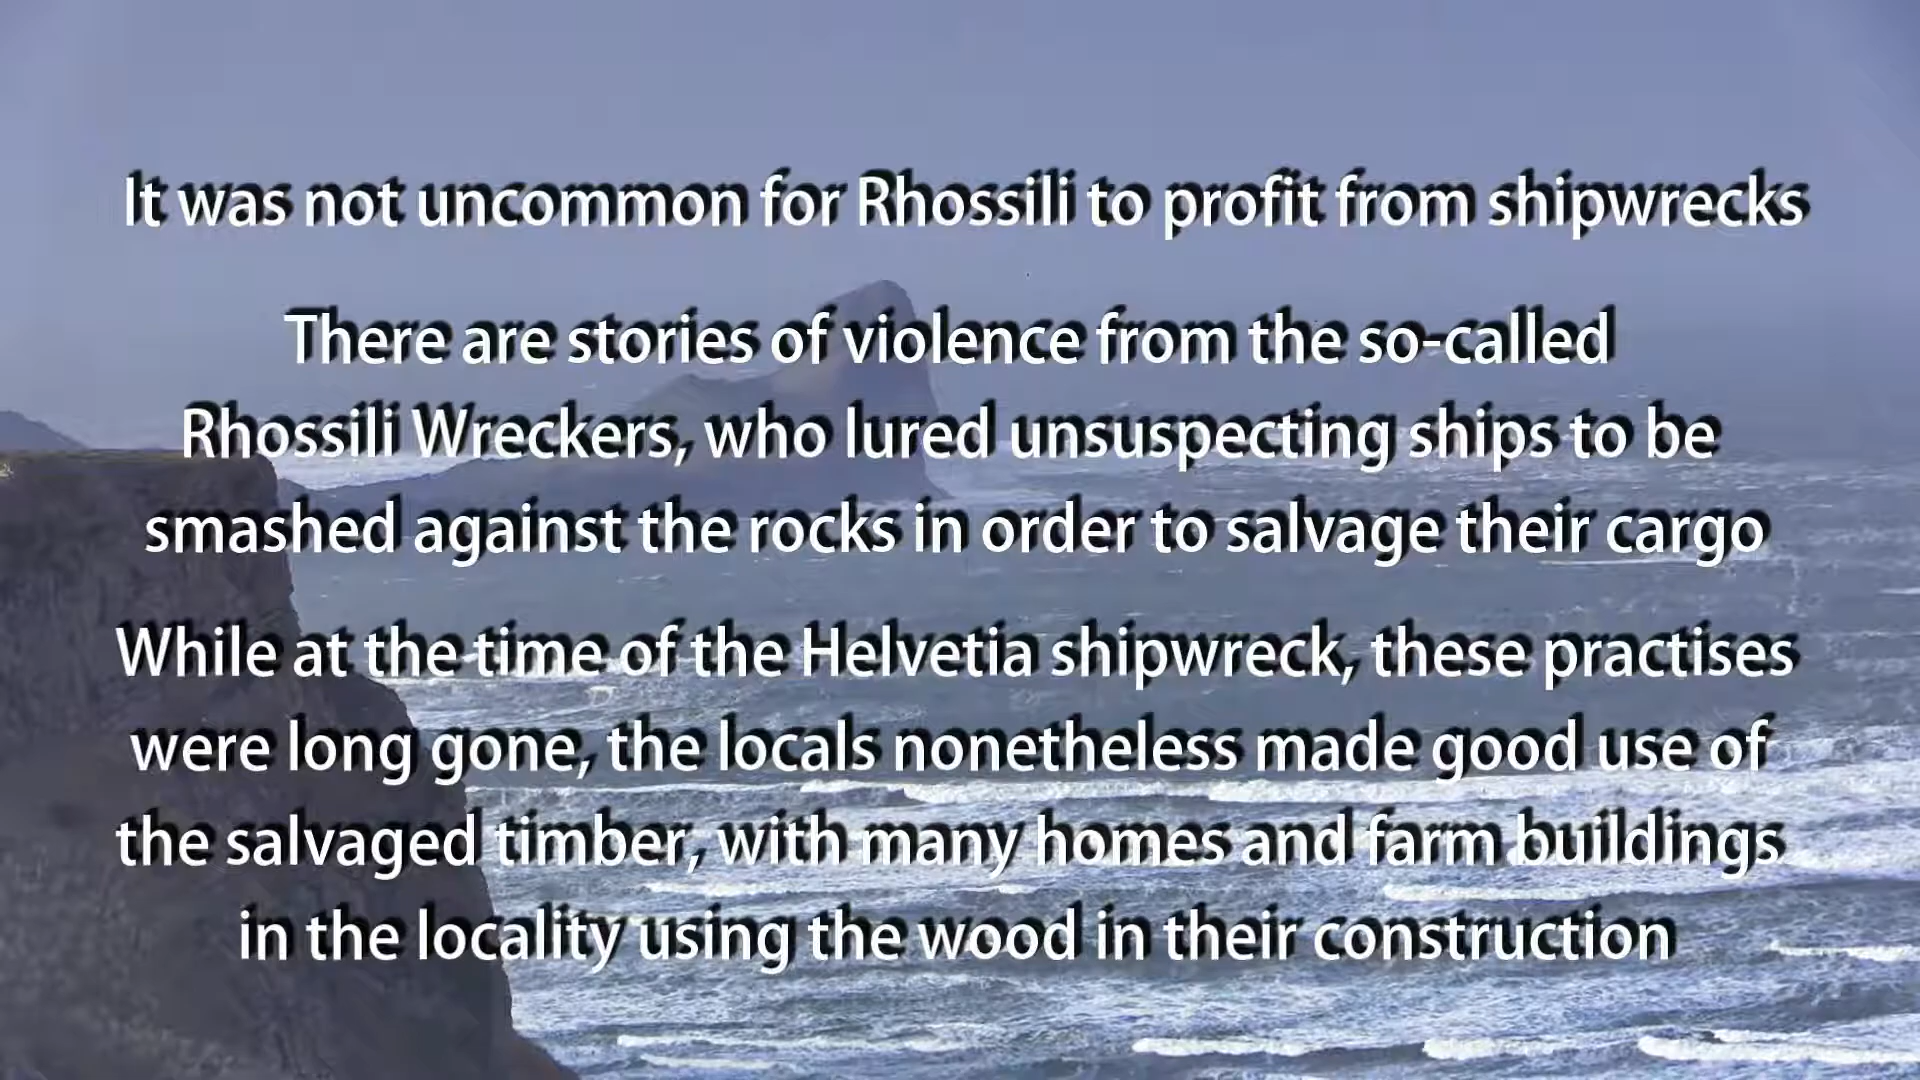 It was not uncommon for Rhossili to profit from shipwrecks
There are stories of violence from the so-called
Rhossili Wreckers, who lured unsuspecting ships to be
smashed against the rocks in order to salvage their cargo
While at the time of the Helvetia shipwreck, these practises
were long gone, the locals nonetheless made good use of
the salvaged timber, with many homes and farm buildings
in the locality using the wood in their construction